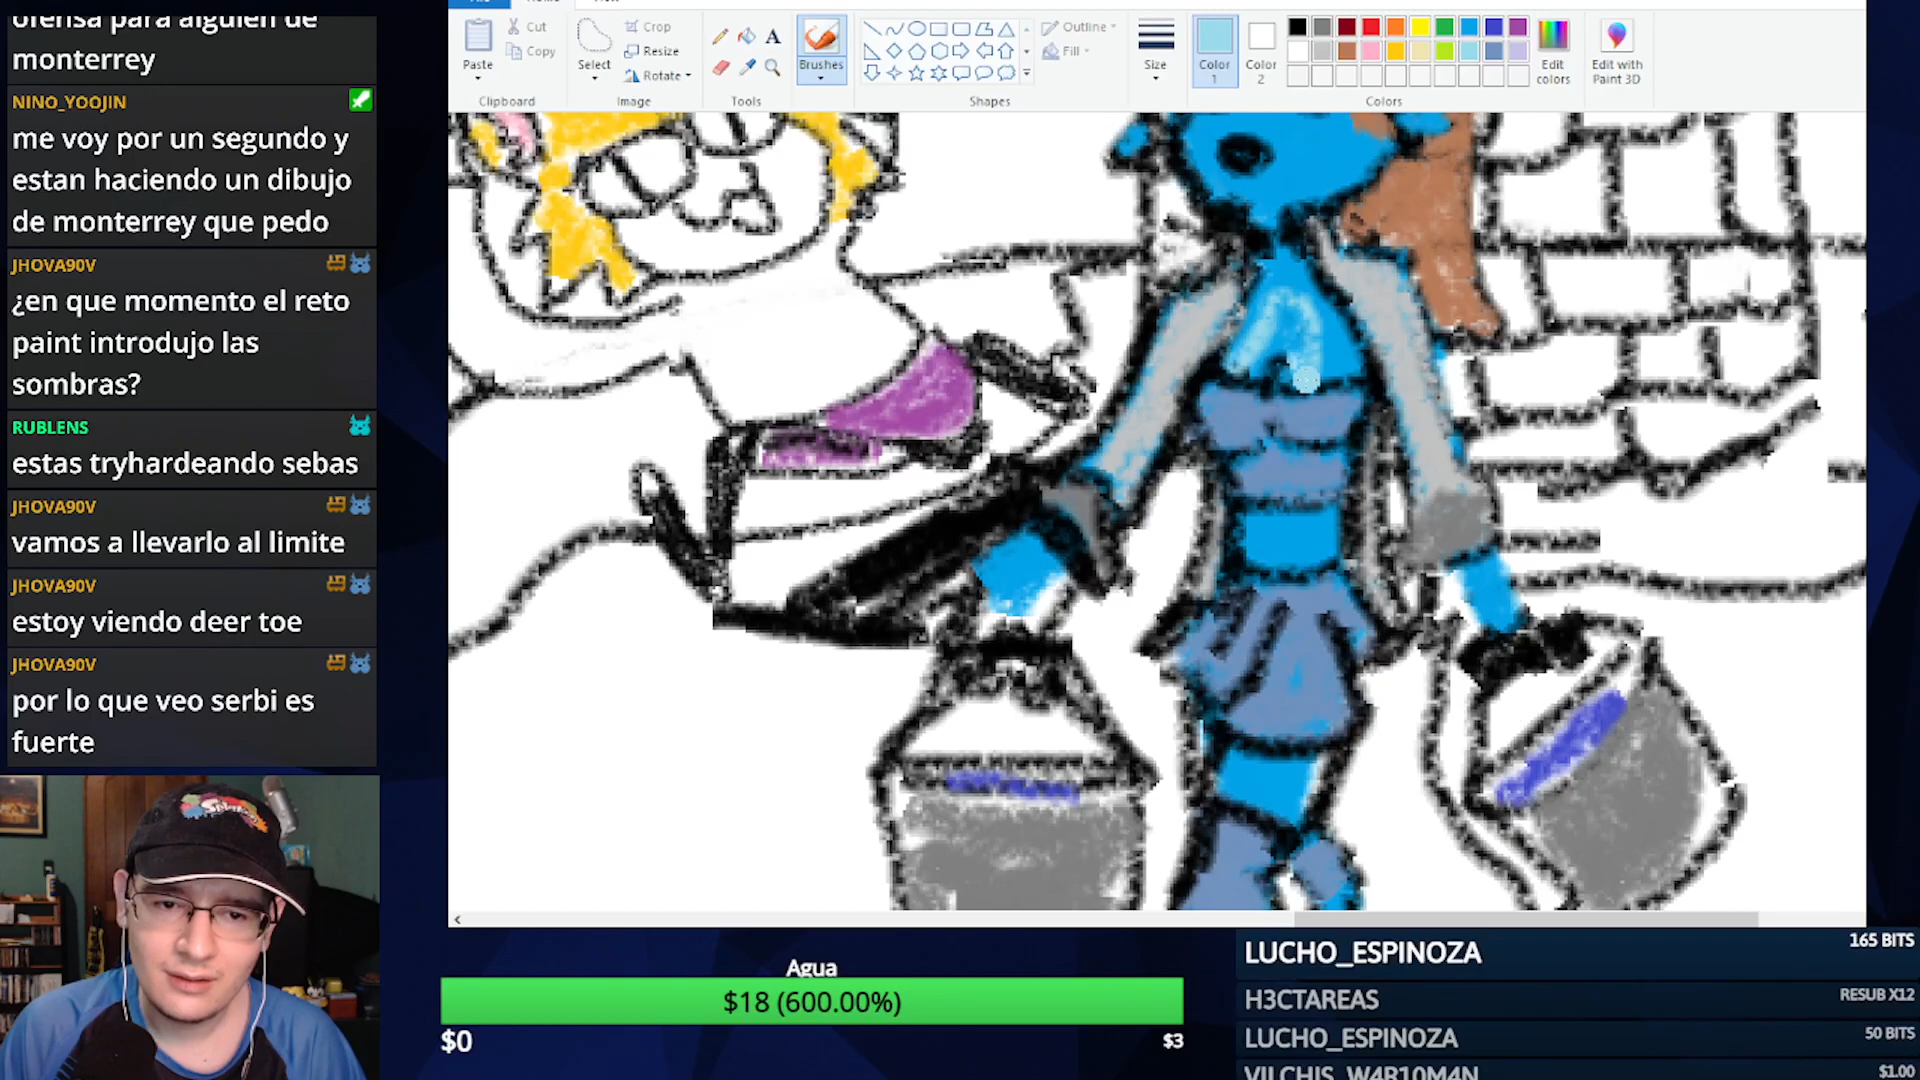 ofensa para alguien de
monterrey
NINO_YOOJIN
me voy por un segundo y
estan haciendo un dibujo
de monterrey que pedo
JHOVA90V
¿en que momento el reto
paint introdujo las
sombras?
RUBLENS
estas tryhardeando sebas
JHOVA90V
vamos a llevarlo al limite
JHOVA90V
estoy viendo deer toe
JHOVA90V
por lo que veo serbi es
fuerte
Paste
Cut
Copy
Clipboard
Select
Crop
Resize
Rotate
Image
A
Tools
Brushes
Shapes
Outline
Fill
Size
Color
1
Color
2
Colors
Edit
colors
Edit with
Paint 3D
Agua
$18 (600.00%)
$0
$3
LUCHO_ESPINOZA 165 BITS
H3CTAREAS RESUB X12
LUCHO_ESPINOZA 50 BITS
VILCHIS_W4R10M4N $1.00